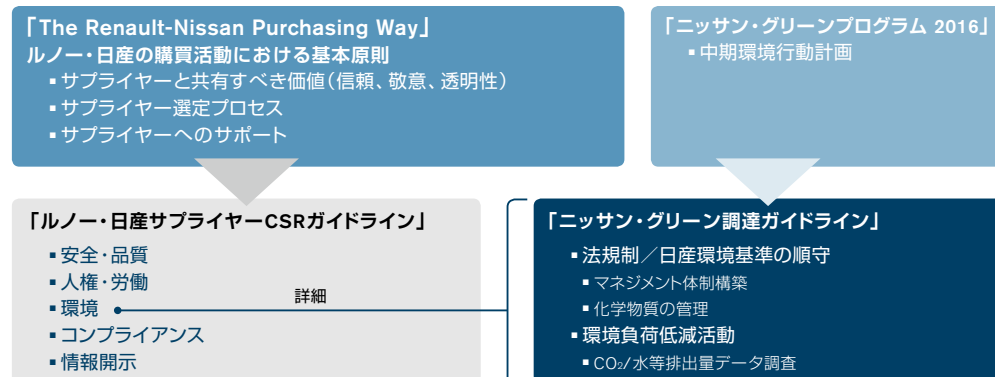 「The Renault-Nissan Purchasing Way」
ルノー・日産の購買活動における基本原則
▪サプライヤーと共有すべき価値(信頼、敬意、透明性)
▪サプライヤー選定プロセス
▪サプライヤーへのサポート
「ニッサン・グリーンプログラム 2016」
▪中期環境行動計画
「ルノー・日産サプライヤーCSRガイドライン」
▪安全・品質
▪人権・労働
▪環境
▪コンプライアンス
▪情報開示
詳細
「ニッサン・グリーン調達ガイドライン」
▪法規制/日産環境基準の順守
▪マネジメント体制構築
▪化学物質の管理
▪環境負荷低減活動
▪CO₂/水等排出量データ調査